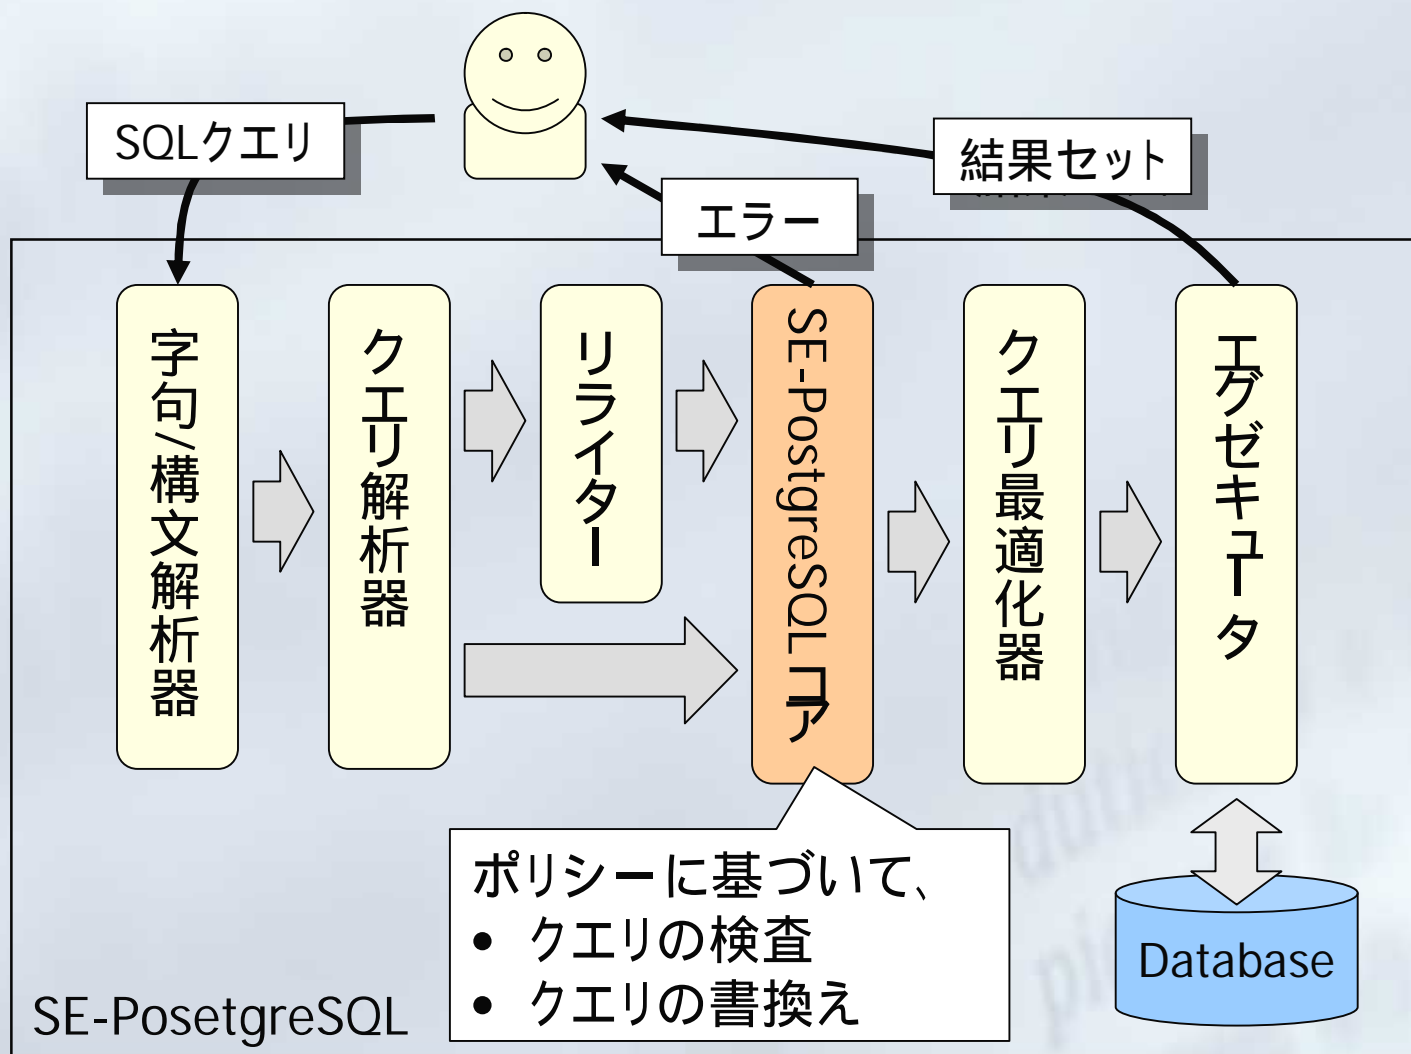 SQLクエリ
結果セット
エラー
字句/構文解析器
クエリ解析器
リライター
SE-PostgreSQLコア
クエリ最適化器
エグゼキュータ
ポリシーに基づいて、
• クエリの検査
• クエリの書換え
Database
SE-PosetgreSQL